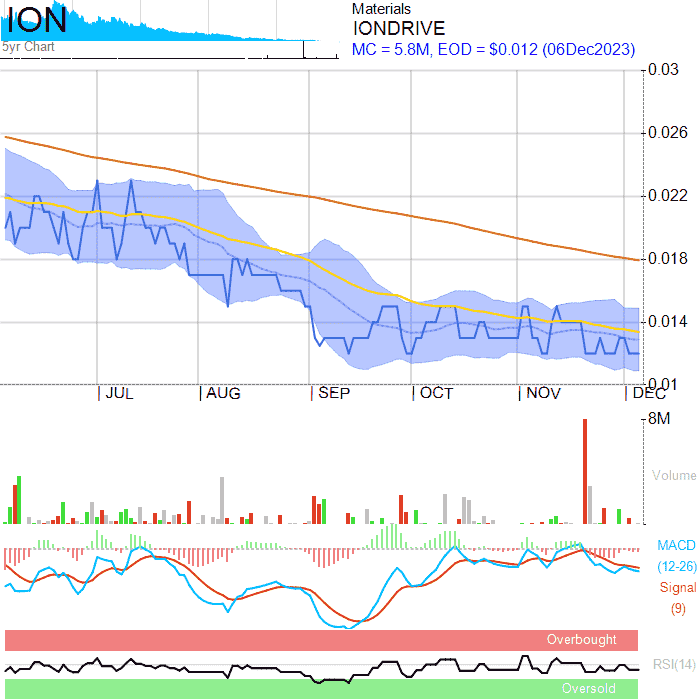 ION
5yr Chart
Materials
IONDRIVE
MC = 5.8M, EOD = $0.012 (06Dec2023)
0.03
0.026
0.022
0.018
0.014
0.01
JUL
AUG
SEP
OCT
NOV
DEC
8M
Volume
MACD
(12-26)
Signal
(9)
Overbought
RSI(14)
Oversold